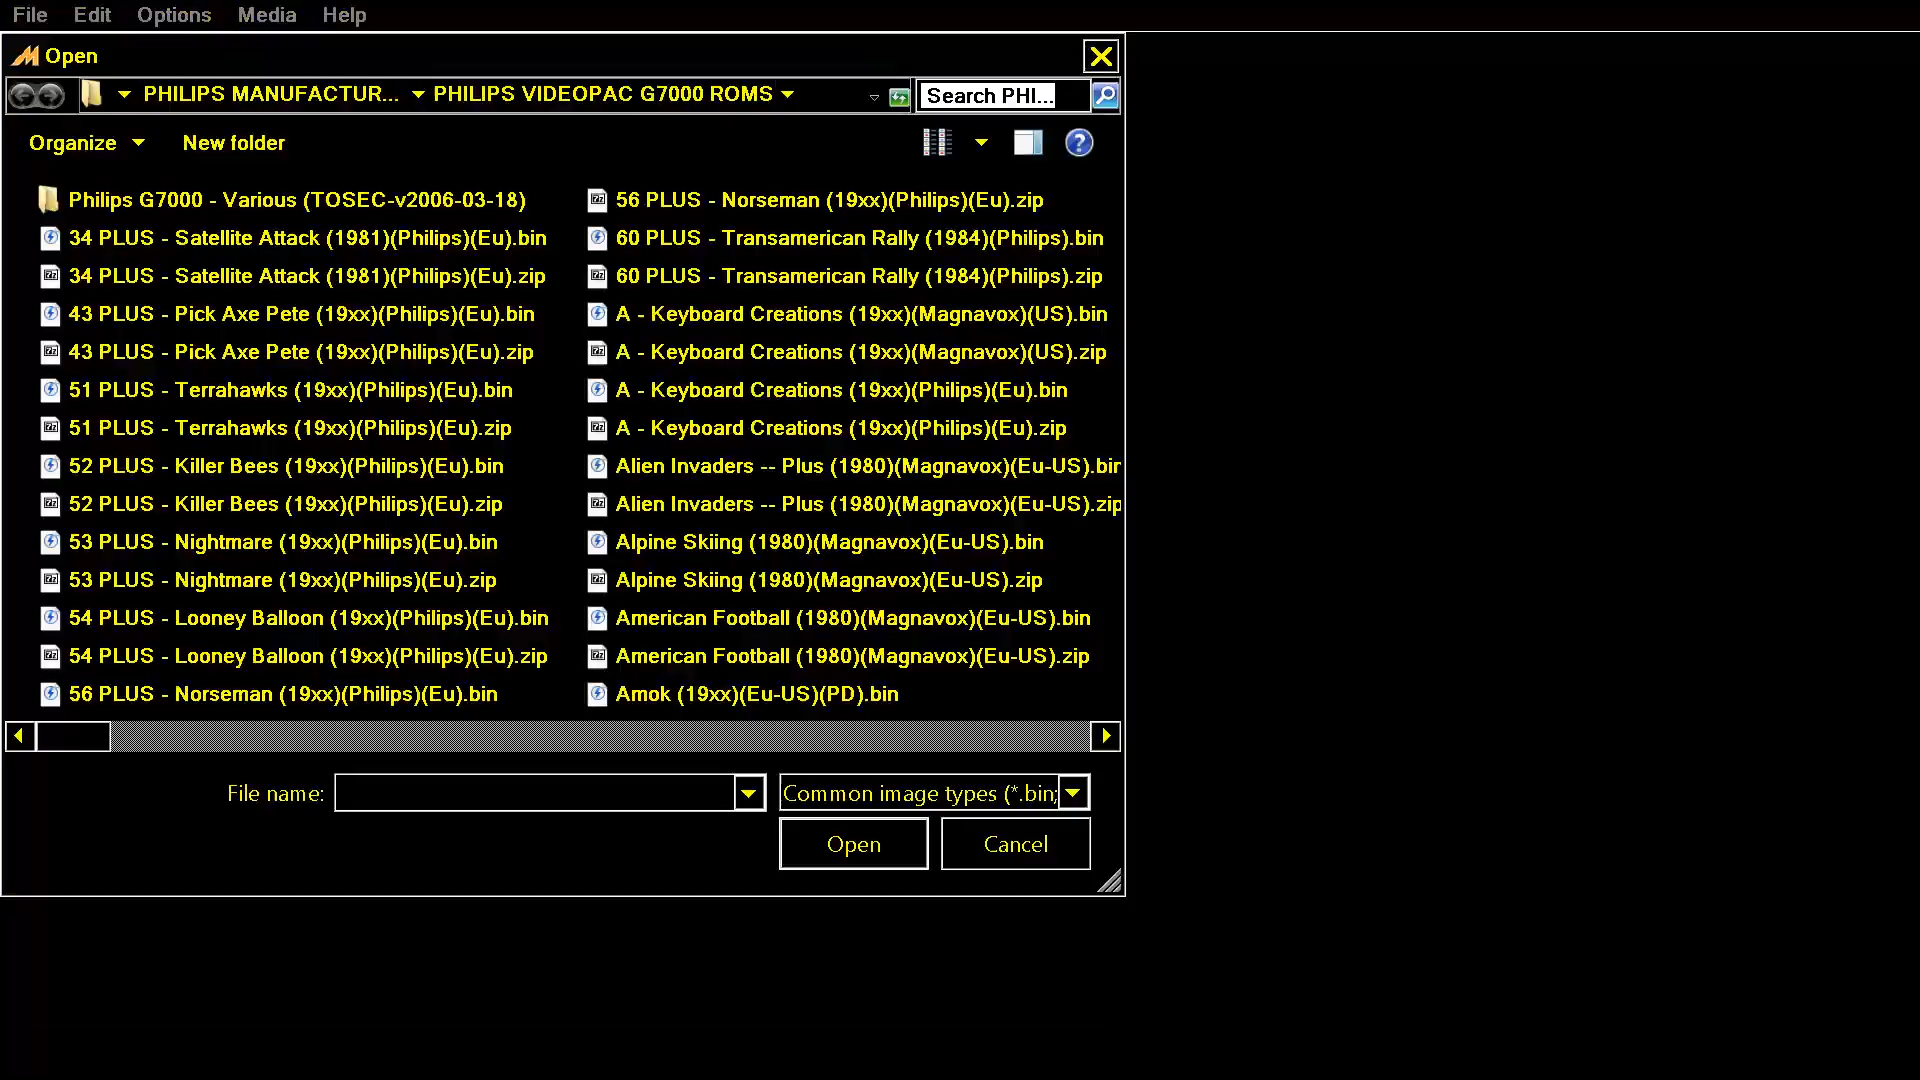 File Edit Options Media Help
Open
PHILIPS MANUFACTUR... PHILIPS VIDEOPAC G7000 ROMS Search PHI...
Organize New folder
Philips G7000 - Various (TOSEC-v2006-03-18)
34 PLUS - Satellite Attack (1981)(Philips)(Eu).bin
34 PLUS - Satellite Attack (1981)(Philips)(Eu).zip
43 PLUS - Pick Axe Pete (19xx)(Philips)(Eu).bin
43 PLUS - Pick Axe Pete (19xx)(Philips)(Eu).zip
51 PLUS - Terrahawks (19xx)(Philips)(Eu).bin
51 PLUS - Terrahawks (19xx)(Philips)(Eu).zip
52 PLUS - Killer Bees (19xx)(Philips)(Eu).bin
52 PLUS - Killer Bees (19xx)(Philips)(Eu).zip
53 PLUS - Nightmare (19xx)(Philips)(Eu).bin
53 PLUS - Nightmare (19xx)(Philips)(Eu).zip
54 PLUS - Looney Balloon (19xx)(Philips)(Eu).bin
54 PLUS - Looney Balloon (19xx)(Philips)(Eu).zip
56 PLUS - Norseman (19xx)(Philips)(Eu).bin
56 PLUS - Norseman (19xx)(Philips)(Eu).zip
60 PLUS - Transamerican Rally (1984)(Philips).bin
60 PLUS - Transamerican Rally (1984)(Philips).zip
A - Keyboard Creations (19xx)(Magnavox)(US).bin
A - Keyboard Creations (19xx)(Magnavox)(US).zip
A - Keyboard Creations (19xx)(Philips)(Eu).bin
A - Keyboard Creations (19xx)(Philips)(Eu).zip
Alien Invaders -- Plus (1980)(Magnavox)(Eu-US).bin
Alien Invaders -- Plus (1980)(Magnavox)(Eu-US).zip
Alpine Skiing (1980)(Magnavox)(Eu-US).bin
Alpine Skiing (1980)(Magnavox)(Eu-US).zip
American Football (1980)(Magnavox)(Eu-US).bin
American Football (1980)(Magnavox)(Eu-US).zip
Amok (19xx)(Eu-US)(PD).bin
File name: Common image types (*.bin;
Open Cancel